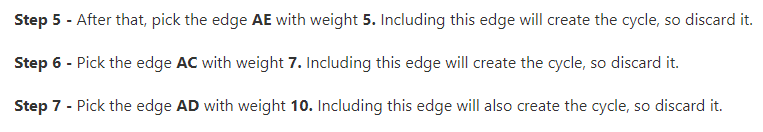 Step 5 - After that, pick the edge AE with weight 5. Including this edge will create the cycle, so discard it.
Step 6 - Pick the edge AC with weight 7. Including this edge will create the cycle, so discard it.
Step 7 - Pick the edge AD with weight 10. Including this edge will also create the cycle, so discard it.